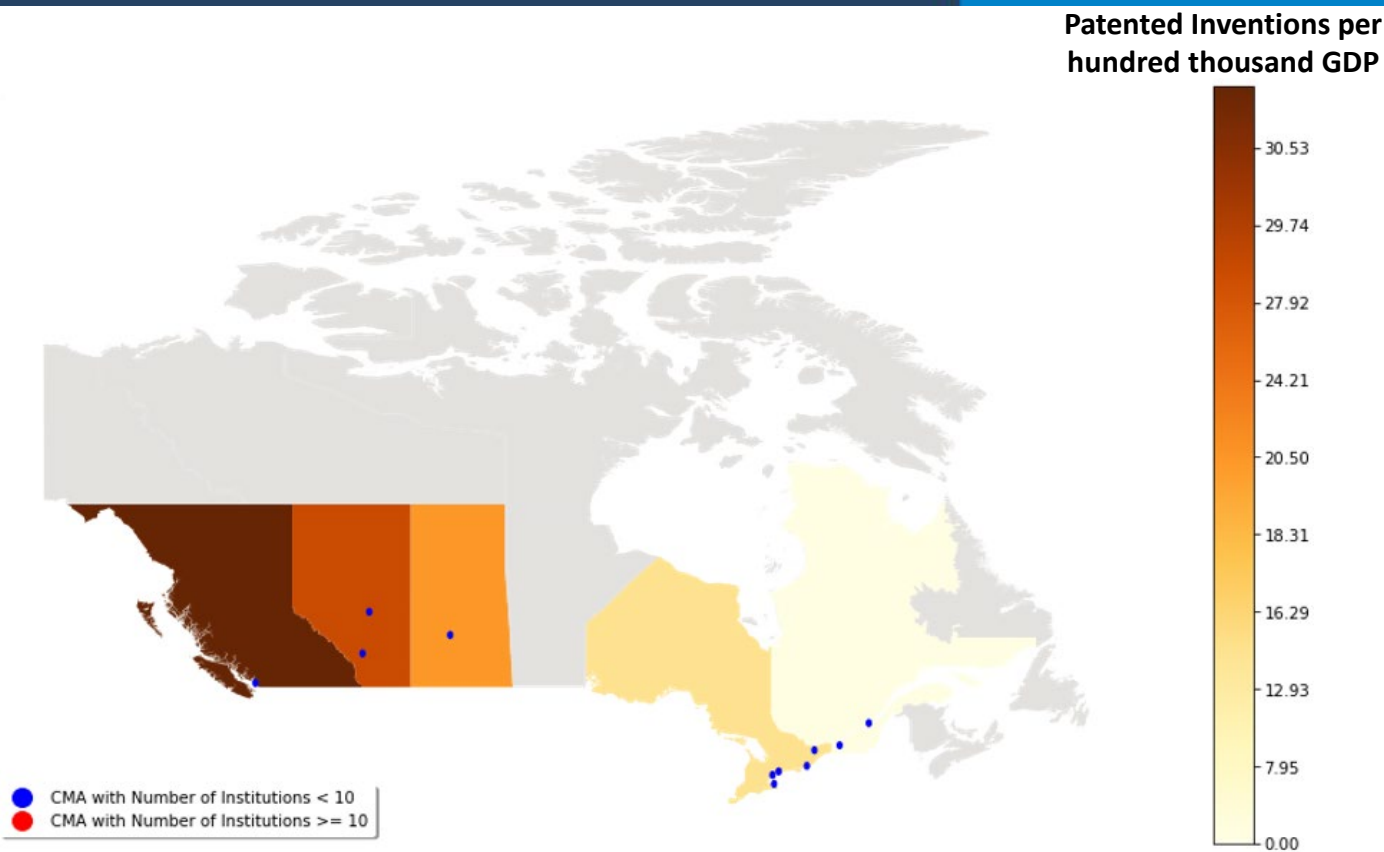 Patented Inventions per
hundred thousand GDP
30.53
29.74
27.92
24.21
20.50
18.31
16.29
12.93
7.95
0.00
CMA with Number of Institutions < 10
CMA with Number of Institutions >= 10